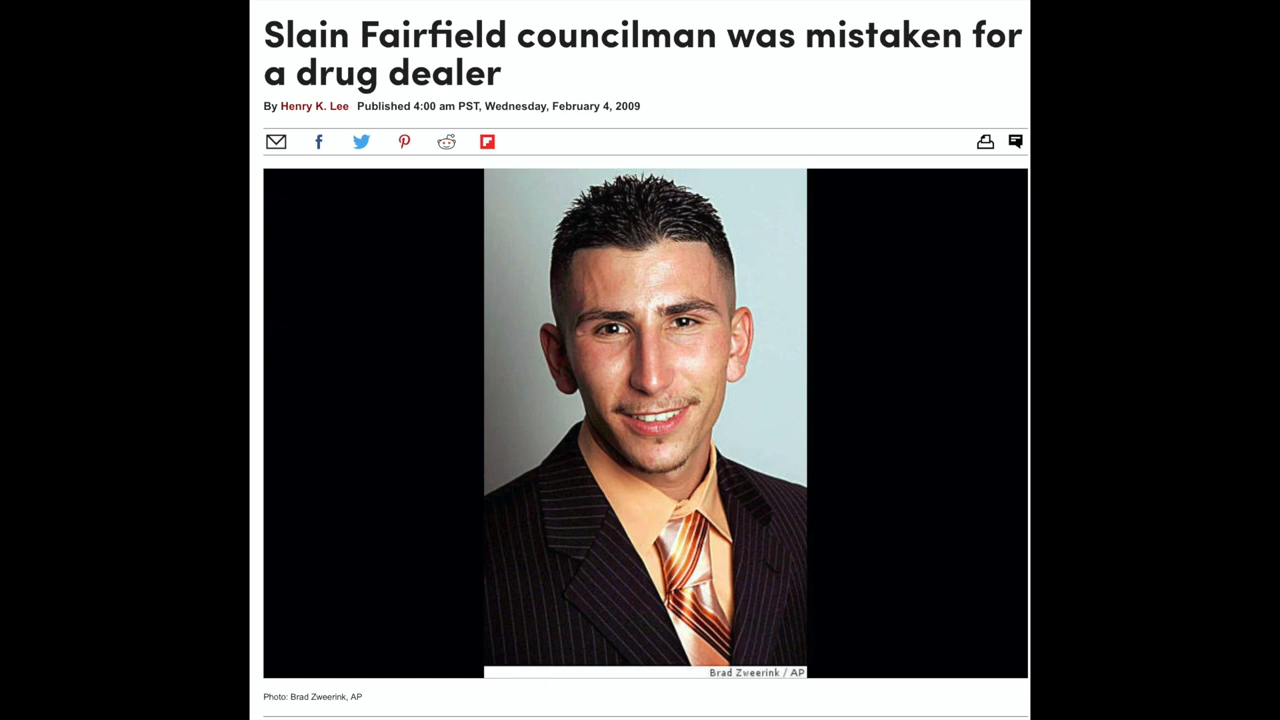 Slain Fairfield councilman was mistaken for
a drug dealer
By Henry K. Lee Published 4:00 am PST, Wednesday, February 4, 2009
Brad Zweerink / AP
Photo: Brad Zweerink, AP